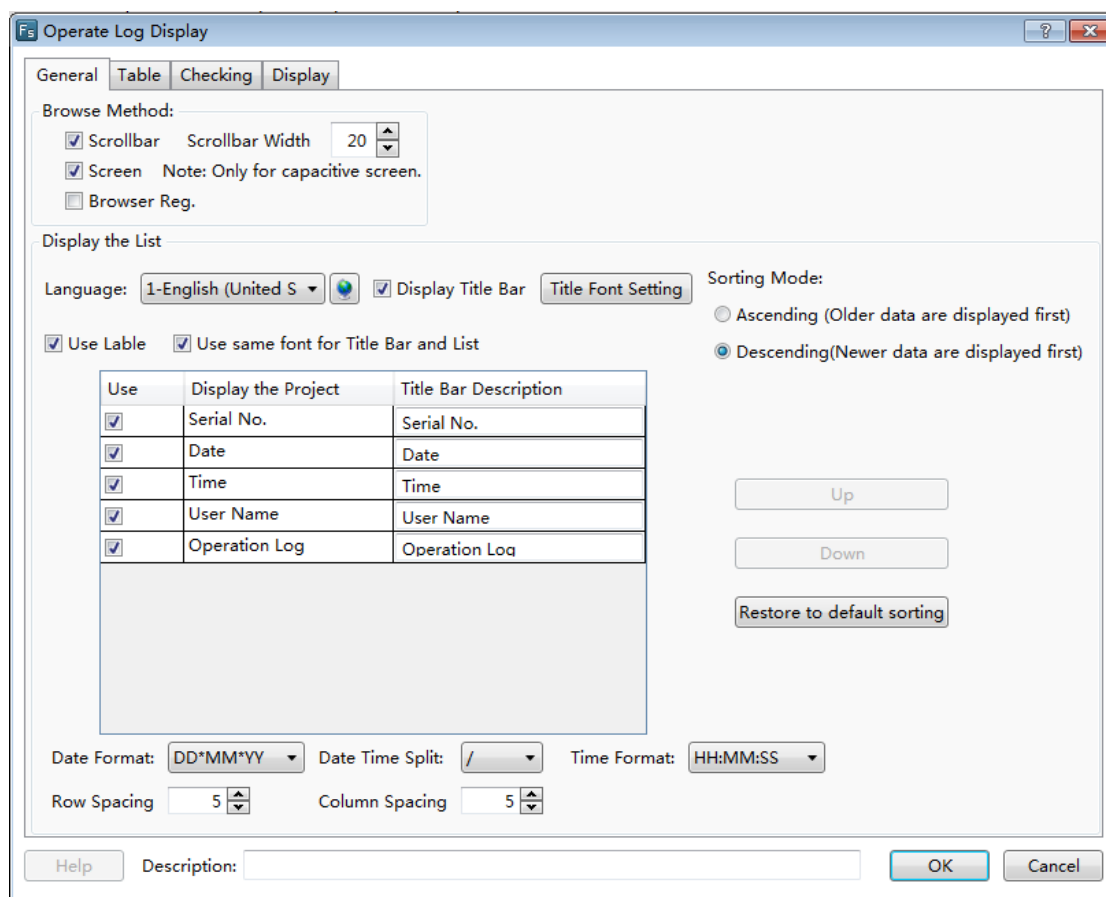 Fs Operate Log Display ?
General Table Checking Display
Browse Method:
Scrollbar Scrollbar Width 20
Screen Note: Only for capacitive screen.
Browser Reg.
Display the List
Language: 1-English (United S Display Title Bar Title Font Setting
Sorting Mode:
Ascending (Older data are displayed first)
Use Lable Use same font for Title Bar and List
Descending(Newer data are displayed first)
Use Display the Project Title Bar Description
Serial No. Serial No.
Date Date
Time Time
User Name User Name
Operation Log Operation Log
Up
Down
Restore to default sorting
Date Format: DD*MM*YY Date Time Split: / Time Format: HH:MM:SS
Row Spacing 5 Column Spacing 5
Help Description: OK Cancel